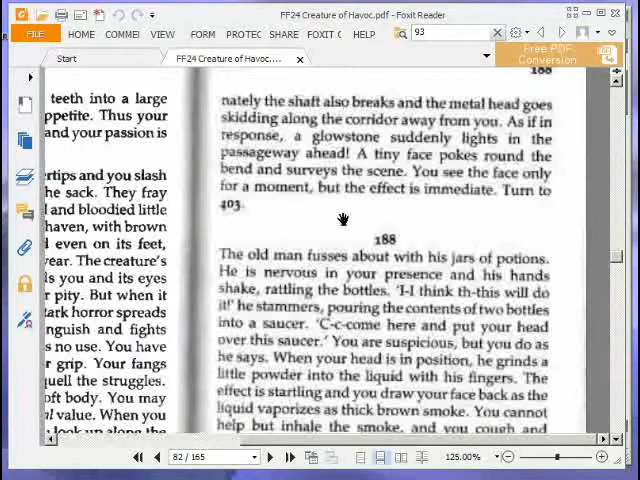 FF24 Creature of Havoc.pdf - Foxit Reader
FILE HOME COMME VIEW FORM PROTEC SHARE FOXIT C HELP 93
Start FF24 Creature of Havoc.... Free PDF Conversion
teeth into a large
ppetite. Thus your
and your passion is
ertips and you slash
he sack. They fray
l and bloodied little
haven, with brown
d even on its feet,
year. The creature's
ds you and its eyes
r pity. But when it
tark horror spreads
nguish and fights
s no use. You have
r grip. Your fangs
quell the struggles.
oft body. You may
al value. When you
look up along the
188
nately the shaft also breaks and the metal head goes
skidding along the corridor away from you. As if in
response, a glowstone suddenly lights in the
passageway ahead! A tiny face pokes round the
bend and surveys the scene. You see the face only
for a moment, but the effect is immediate. Turn to
403.
188
The old man fusses about with his jars of potions.
He is nervous in your presence and his hands
shake, rattling the bottles. 'I-I think th-this will do
it!' he stammers, pouring the contents of two bottles
into a saucer. 'C-c-come here and put your head
over this saucer.' You are suspicious, but you do as
he says. When your head is in position, he grinds a
little powder into the liquid with his fingers. The
effect is startling and you draw your face back as the
liquid vaporizes as thick brown smoke. You cannot
help but inhale the smoke, and you cough and
82 / 165 125.00%